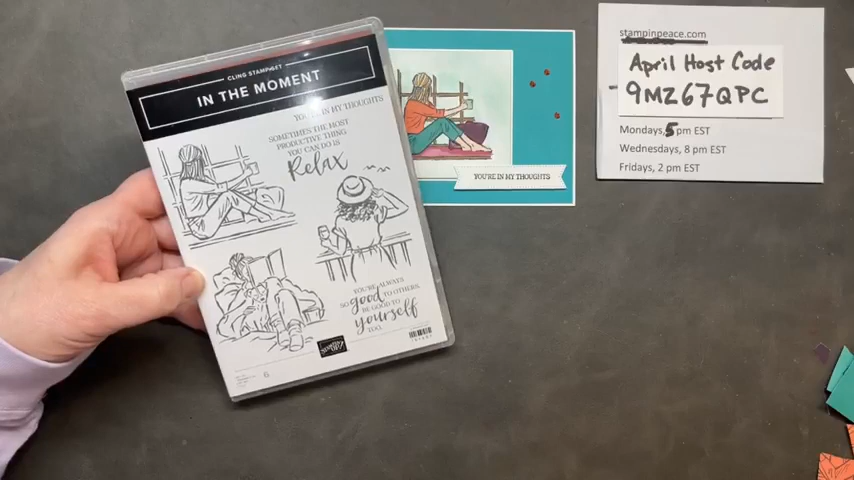 CLING STAMP SET
IN THE MOMENT
YOU'RE IN MY THOUGHTS
SOMETIMES THE MOST
PRODUCTIVE THING
YOU CAN DO IS
Relax
YOU'RE ALWAYS
SO good TO OTHERS,
BE GOOD TO
yourself
TOO.
YOU'RE IN MY THOUGHTS
stampinpeace.com
April Host Code
9MZ67QPC
Mondays, 5 pm EST
Wednesdays, 8 pm EST
Fridays, 2 pm EST